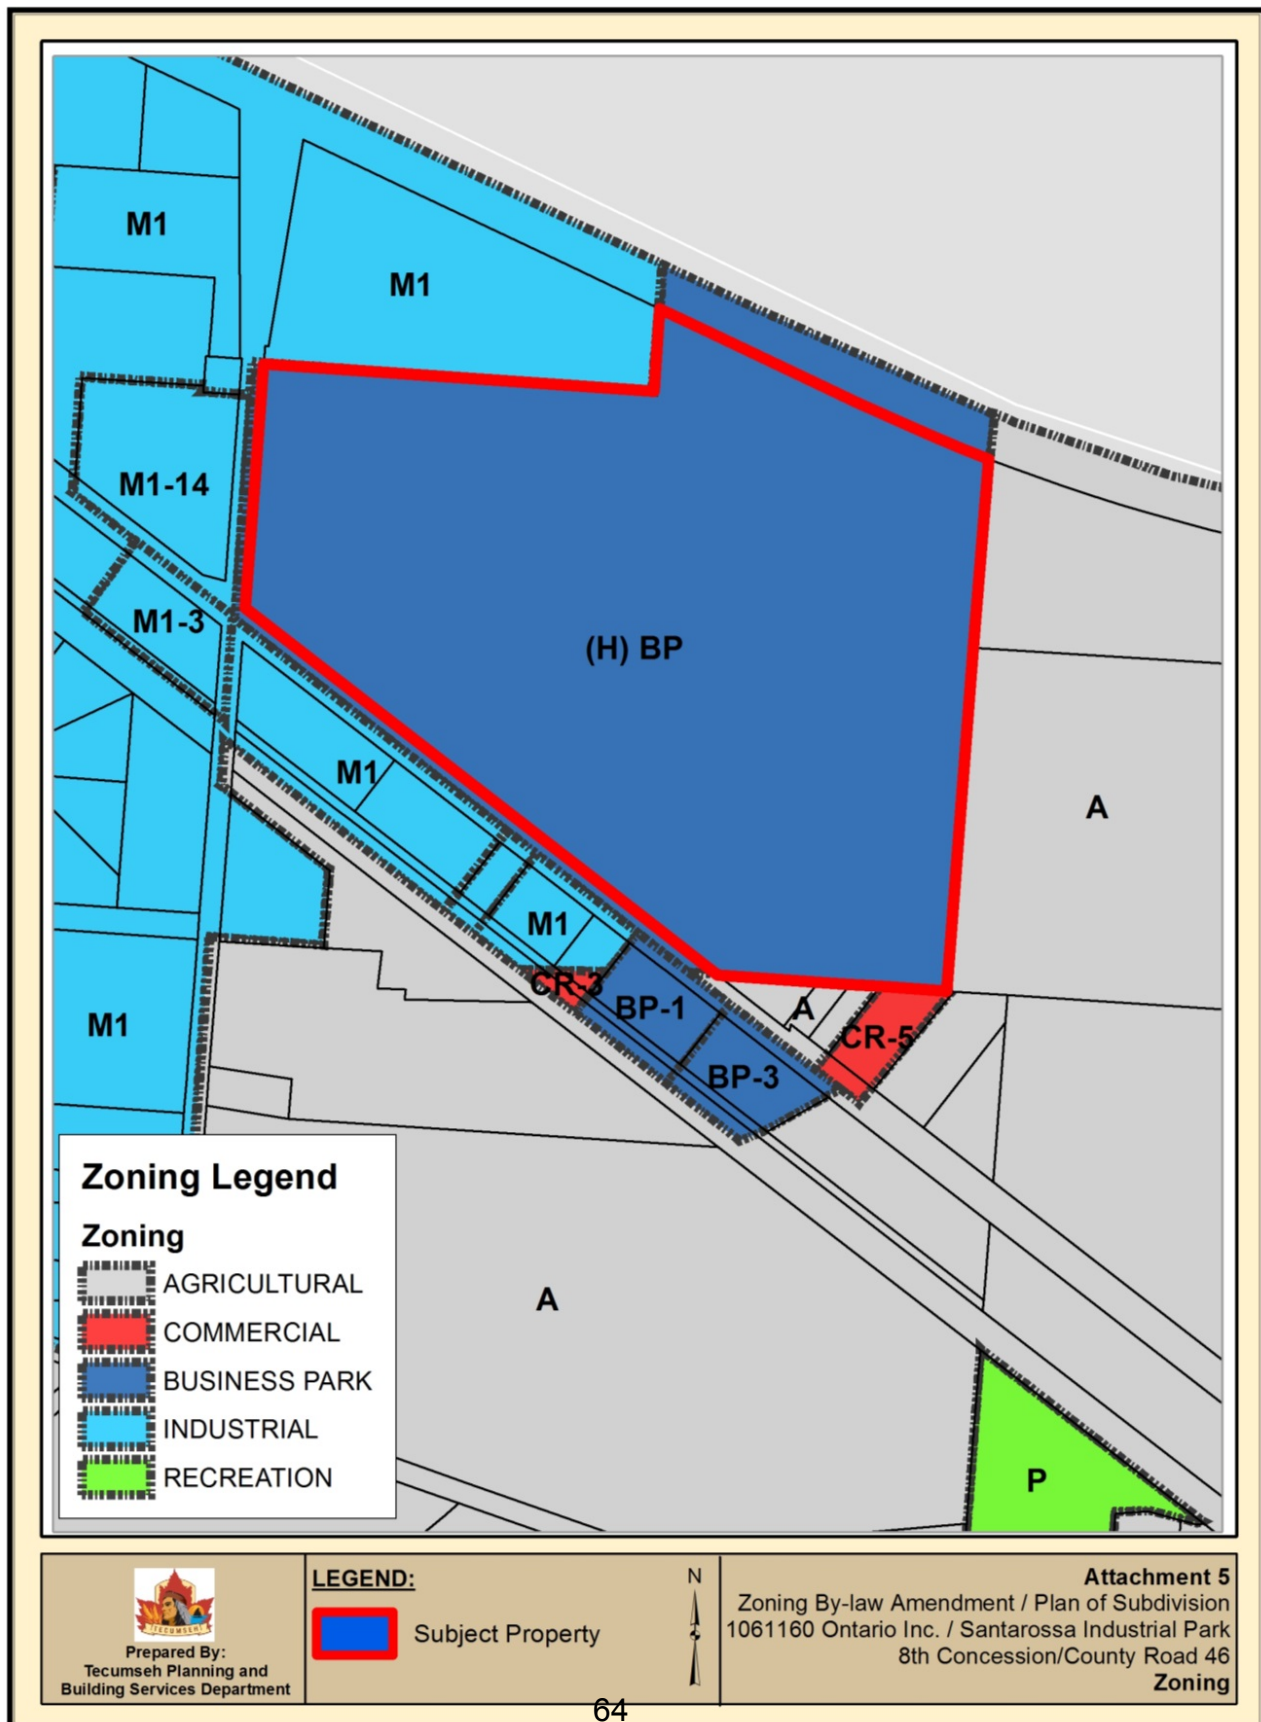 M1
M1
M1-14
M1-3
(H) BP
M1
A
M1
CR-3
BP-1
A
CR-5
M1
BP-3
Zoning Legend
Zoning
AGRICULTURAL
COMMERCIAL
BUSINESS PARK
INDUSTRIAL
RECREATION
A
P
TECUMSEH
Prepared By:
Tecumseh Planning and
Building Services Department
LEGEND:
Subject Property
N
Attachment 5
Zoning By-law Amendment / Plan of Subdivision
1061160 Ontario Inc. / Santarossa Industrial Park
8th Concession/County Road 46
Zoning
64